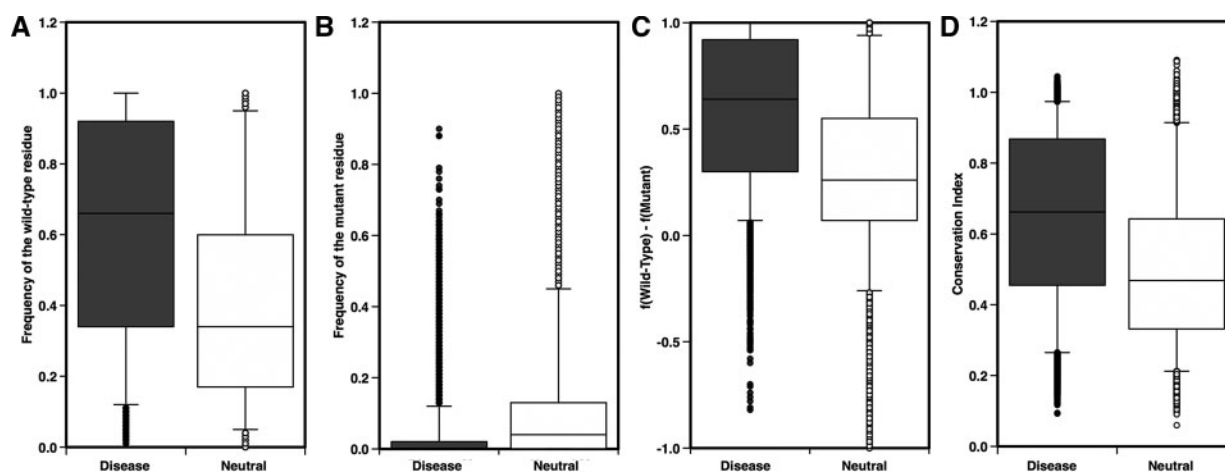 A
Frequency of the wild-type residue
1.2
1.0
0.8
0.6
0.4
0.2
0.0
Disease
Neutral
B
Frequency of the mutant residue
1.2
1.0
0.8
0.6
0.4
0.2
0.0
Disease
Neutral
C
f(Wild-Type) - f(Mutant)
1.0
0.5
0.0
-0.5
-1.0
Disease
Neutral
D
Conservation Index
1.2
1.0
0.8
0.6
0.4
0.2
0.0
Disease
Neutral